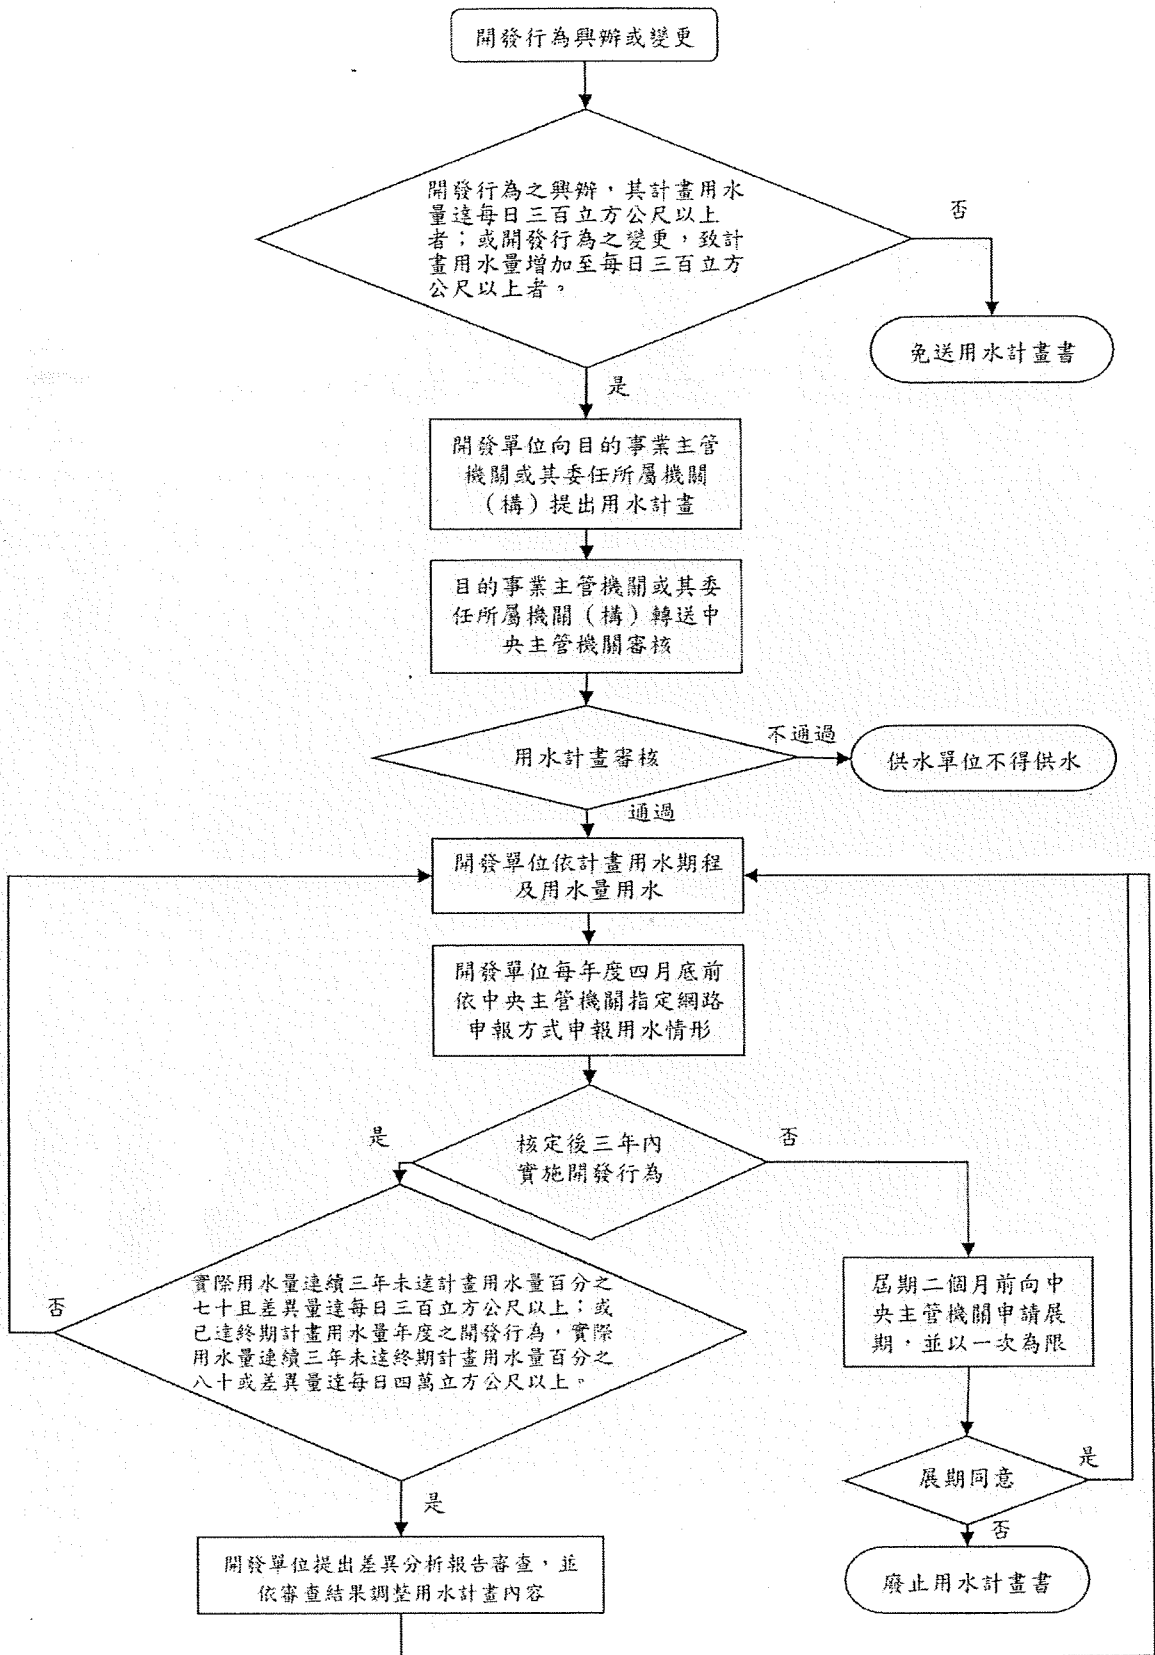 開發行為興辦或變更
開發行為之興辦，其計畫用水
量達每日三百立方公尺以上
者；或開發行為之變更，致計
畫用水量增加至每日三百立方
公尺以上者。
否
免送用水計畫書
是
開發單位向目的事業主管
機關或其委任所屬機關
（構）提出用水計畫
目的事業主管機關或其委
任所屬機關（構）轉送中
央主管機關審核
用水計畫審核
不通過
供水單位不得供水
通過
開發單位依計畫用水期程
及用水量用水
開發單位每年度四月底前
依中央主管機關指定網路
申報方式申報用水情形
核定後三年內
實施開發行為
是
否
實際用水量連續三年未達計畫用水量百分之
七十且差異量達每日三百立方公尺以上；或
已達終期計畫用水量年度之開發行為，實際
用水量連續三年未達終期計畫用水量百分之
八十或差異量達每日四萬立方公尺以上。
否
屆期二個月前向中
央主管機關申請展
期，並以一次為限
展期同意
是
是
否
開發單位提出差異分析報告審查，並
依審查結果調整用水計畫內容
廢止用水計畫書